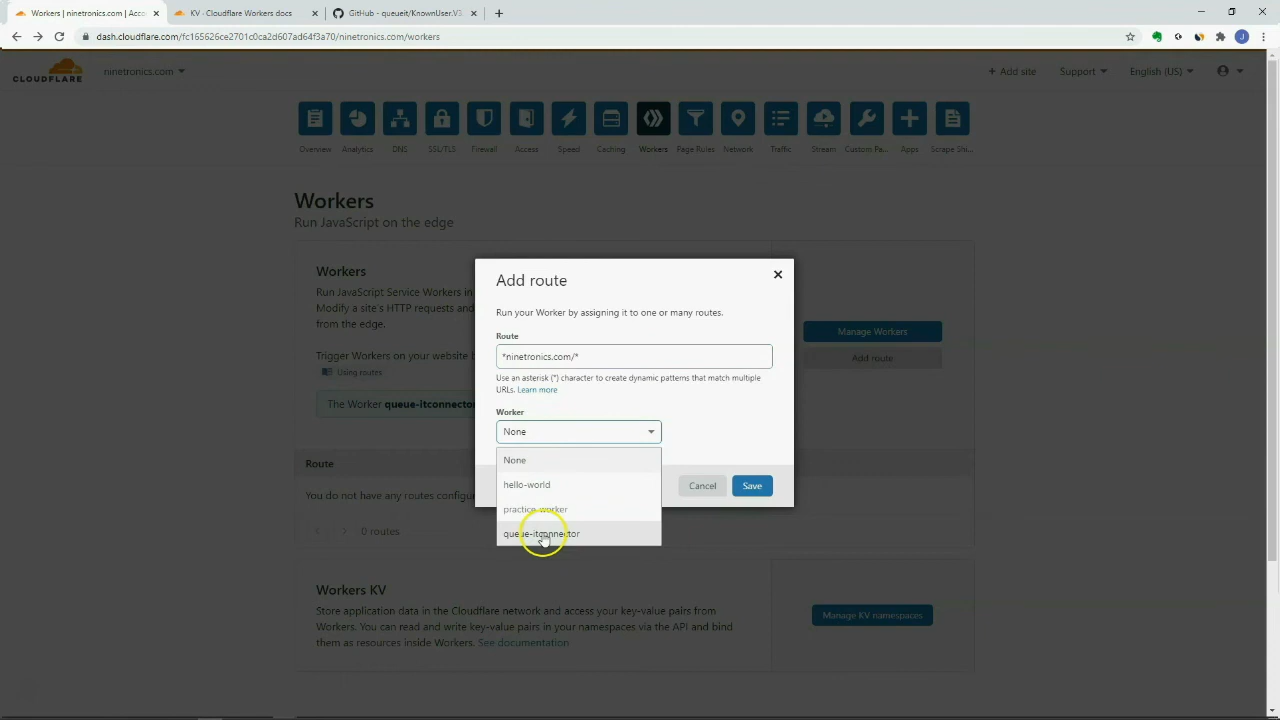 Workers | ninetronics.com | Acco
KV · Cloudflare Workers docs
GitHub - queueit/KnownUser.V3.
dash.cloudflare.com/fc165626ce2701c0ca2d607ad64f3a70/ninetronics.com/workers
J
CLOUDFLARE
ninetronics.com
+ Add site
Support
English (US)
Overview
Analytics
DNS
SSL/TLS
Firewall
Access
Speed
Caching
Workers
Page Rules
Network
Traffic
Stream
Custom Pa...
Apps
Scrape Shi...
Workers
Run JavaScript on the edge
Workers
Run JavaScript Service Workers in
Modify a site's HTTP requests and
from the edge.
Trigger Workers on your website
Using routes
The Worker queue-itconnector
Manage Workers
Add route
Route
You do not have any routes configu
0 routes
Add route
Run your Worker by assigning it to one or many routes.
Route
*ninetronics.com/*
Use an asterisk (*) character to create dynamic patterns that match multiple
URLs. Learn more
Worker
None
None
hello-world
practice-worker
queue-itconnector
Cancel
Save
Workers KV
Store application data in the Cloudflare network and access your key-value pairs from
Workers. You can read and write key-value pairs in your namespaces via the API and bind
them as resources inside Workers. See documentation
Manage KV namespaces